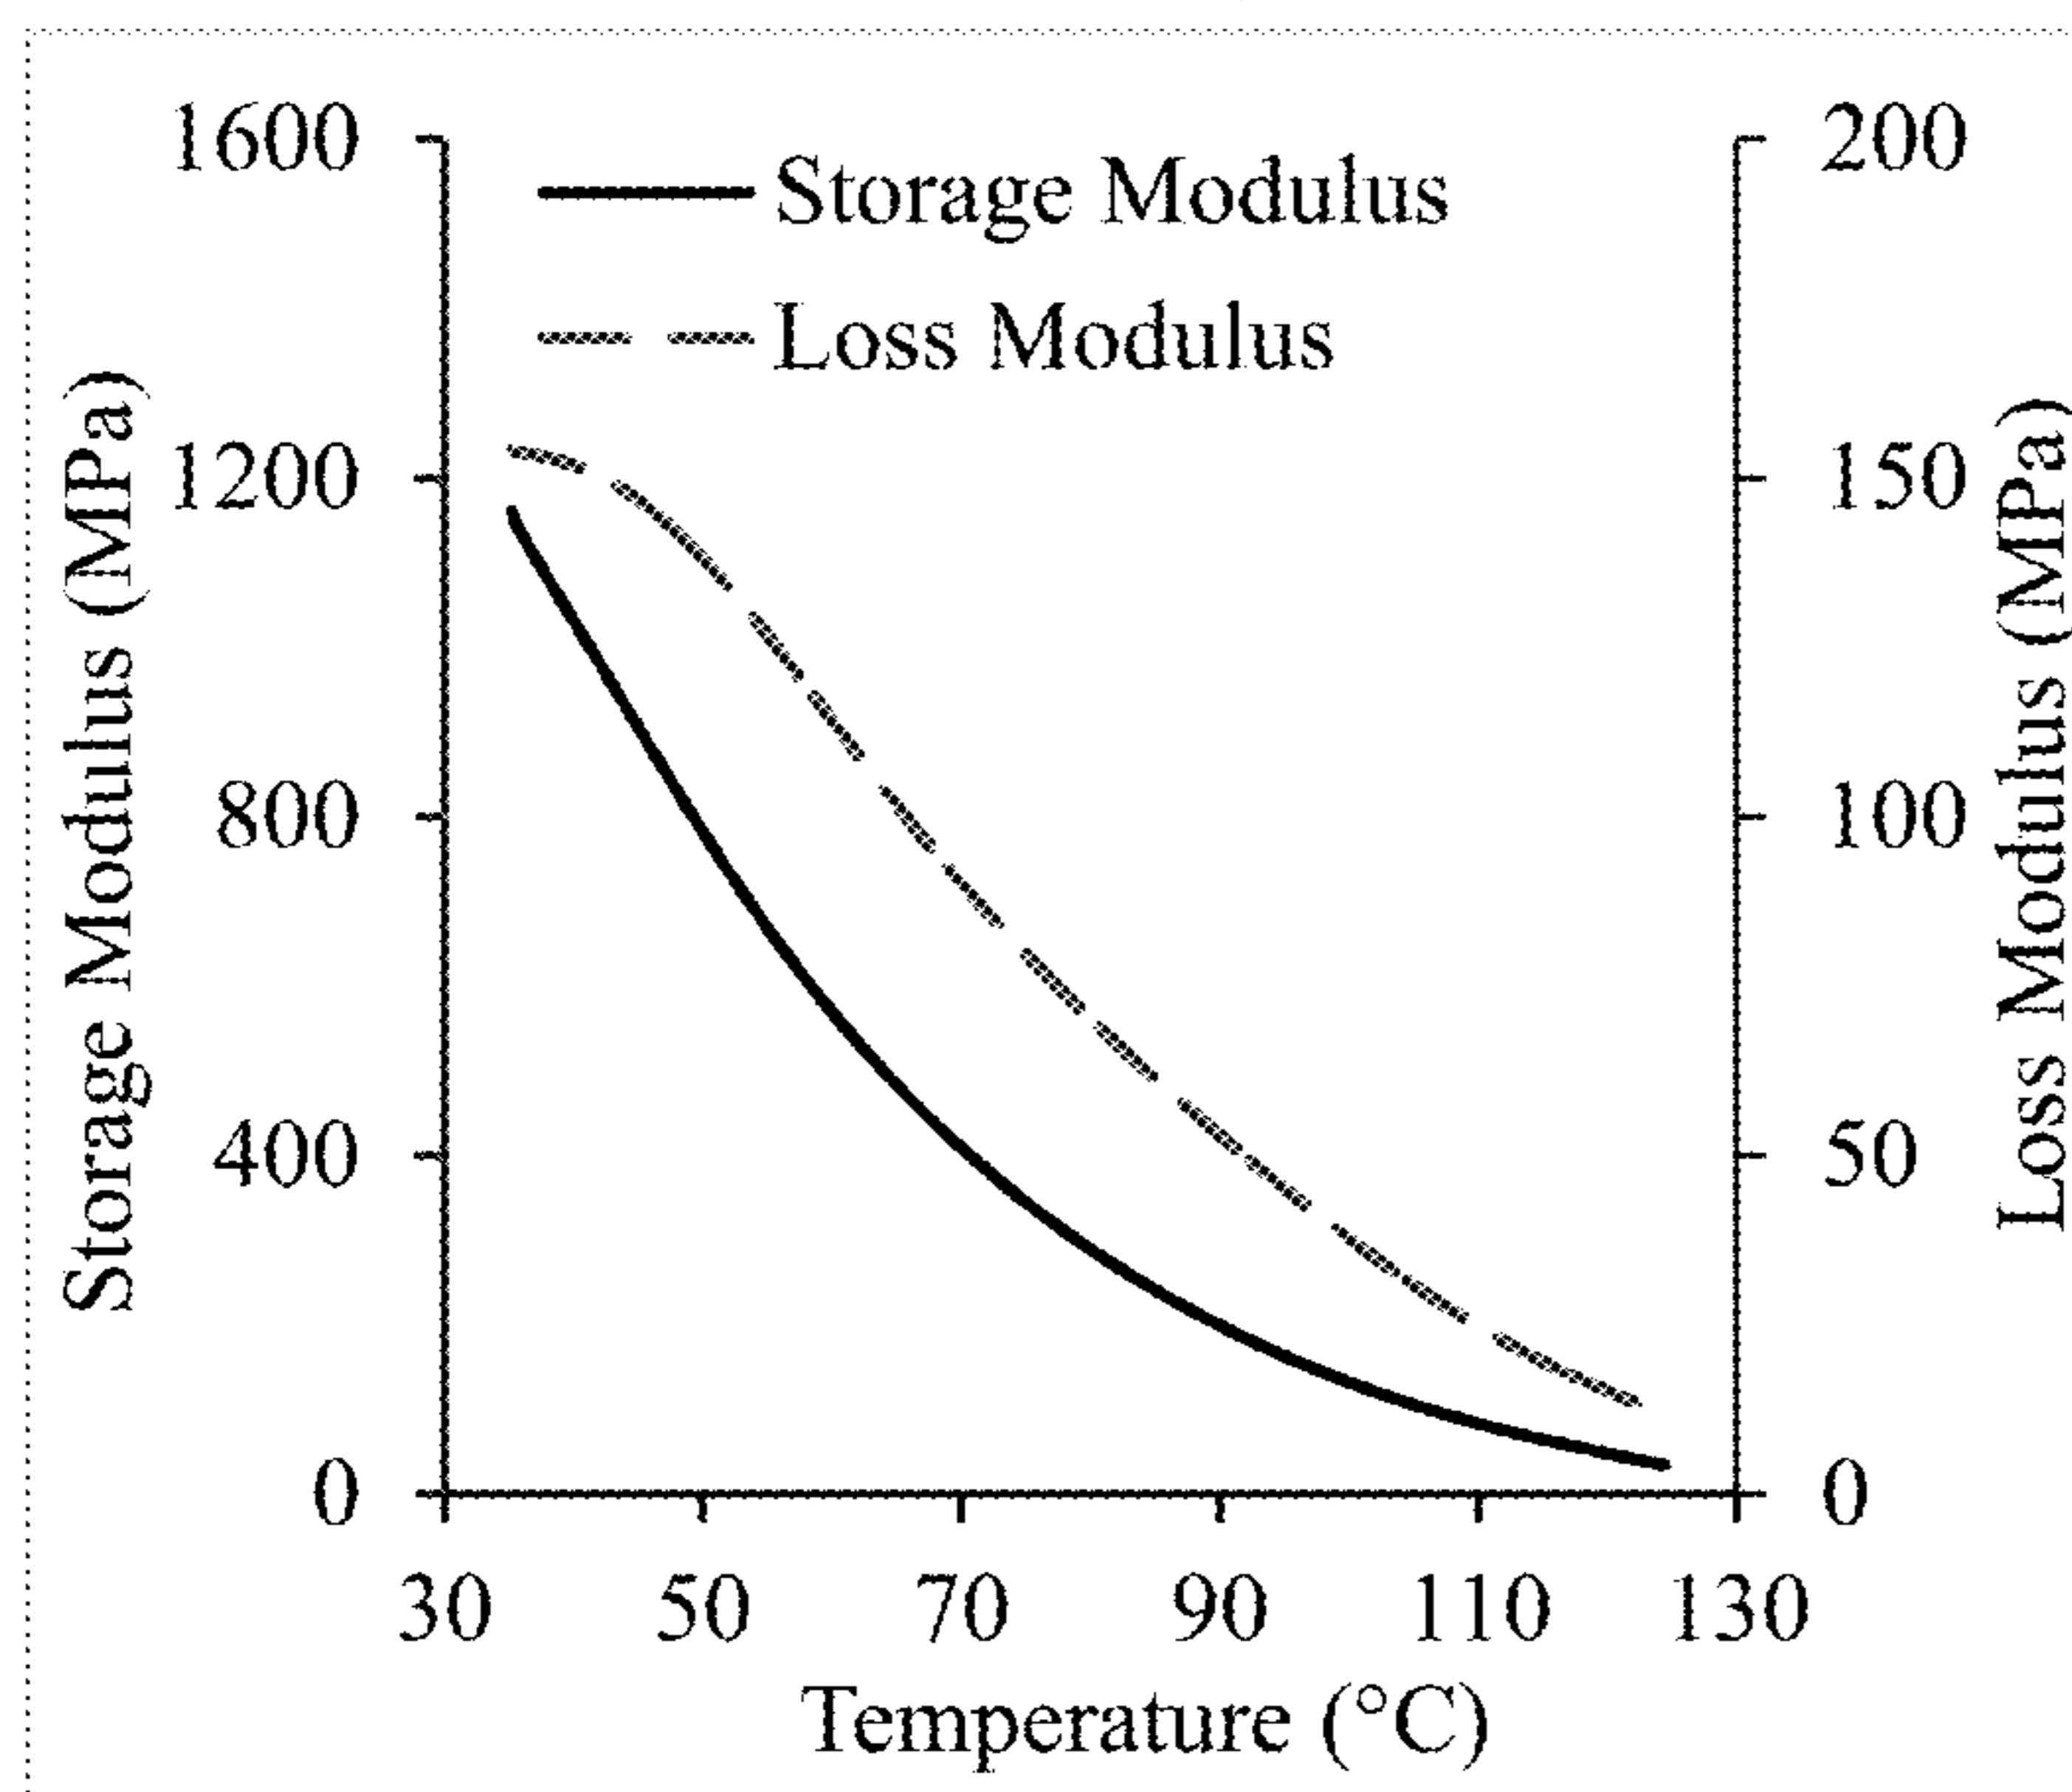 1600
1200
800
400
0
Storage Modulus (MPa)
Storage Modulus
Loss Modulus
200
150
100
50
0
Loss Modulus (MPa)
30 50 70 90 110 130
Temperature (°C)